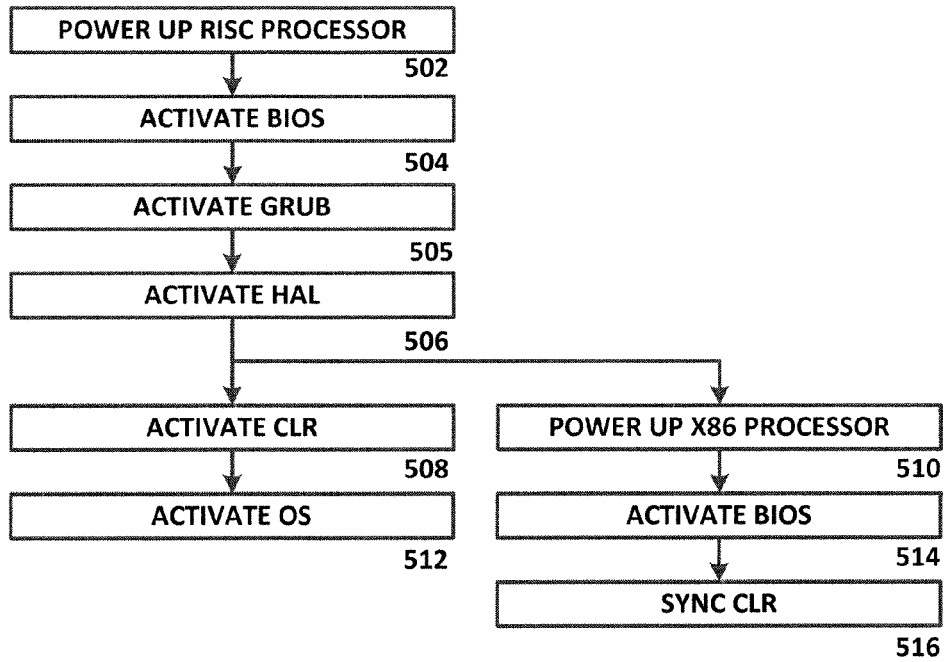 POWER UP RISC PROCESSOR
502
ACTIVATE BIOS
504
ACTIVATE GRUB
505
ACTIVATE HAL
506
ACTIVATE CLR
508
ACTIVATE OS
512
POWER UP X86 PROCESSOR
510
ACTIVATE BIOS
514
SYNC CLR
516